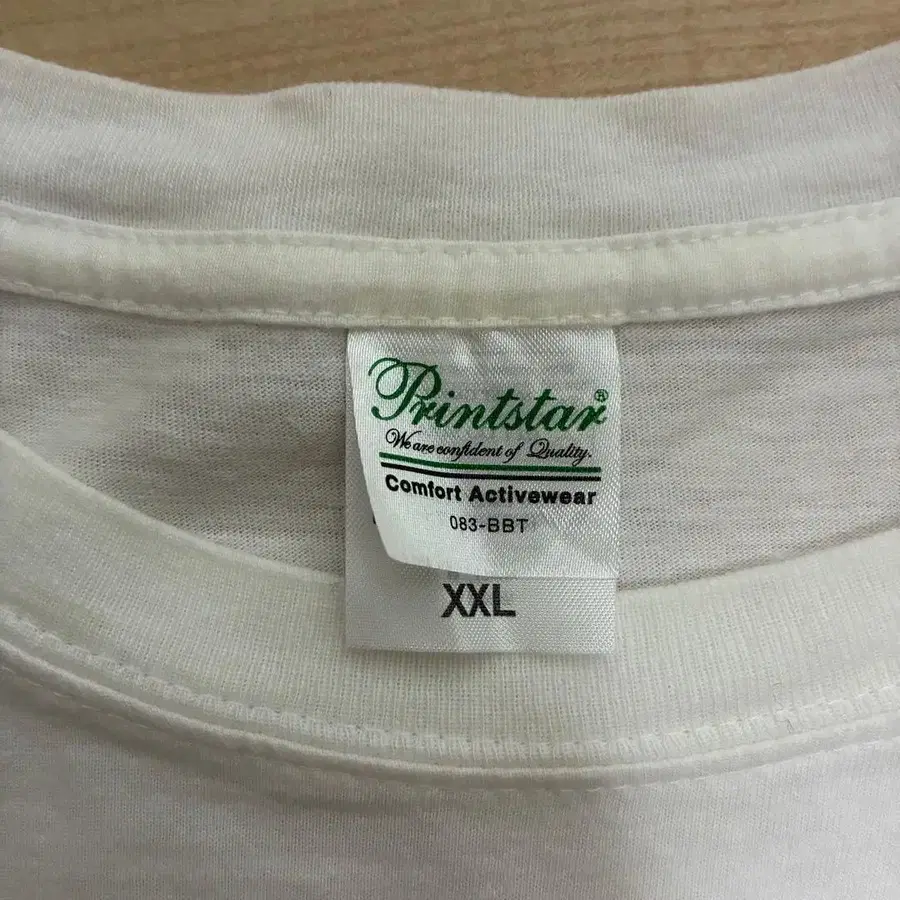 Printstar®
We are confident of Quality.
Comfort Activewear
083-BBT
XXL